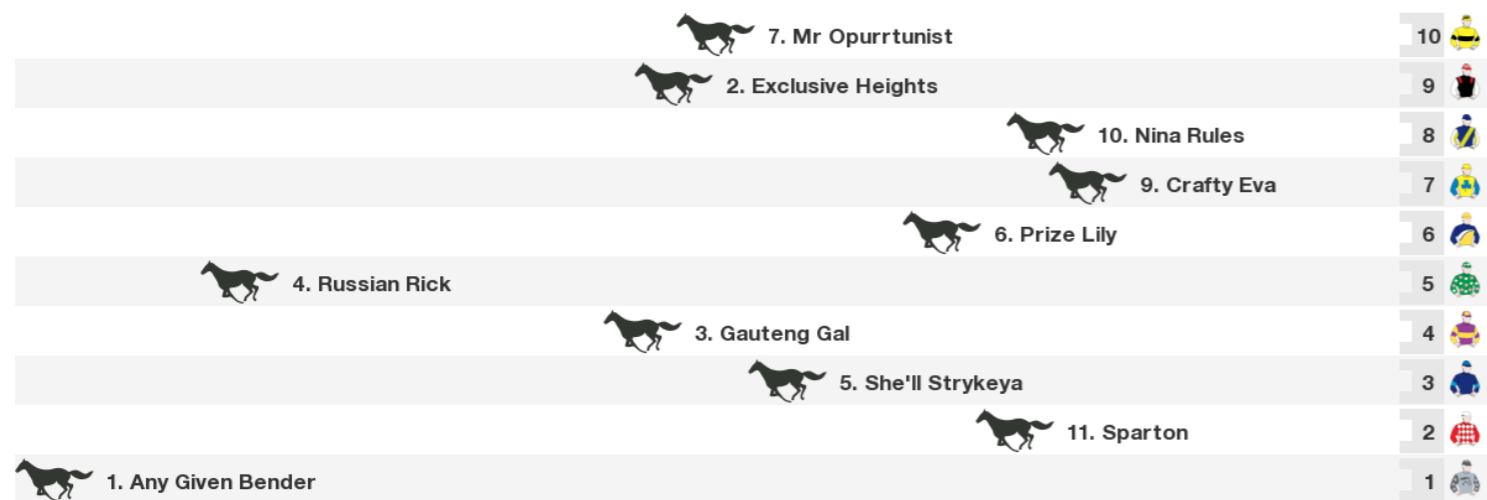 7. Mr Opurrtunist 10
2. Exclusive Heights 9
10. Nina Rules 8
9. Crafty Eva 7
6. Prize Lily 6
4. Russian Rick 5
3. Gauteng Gal 4
5. She'll Strykeya 3
11. Sparton 2
1. Any Given Bender 1